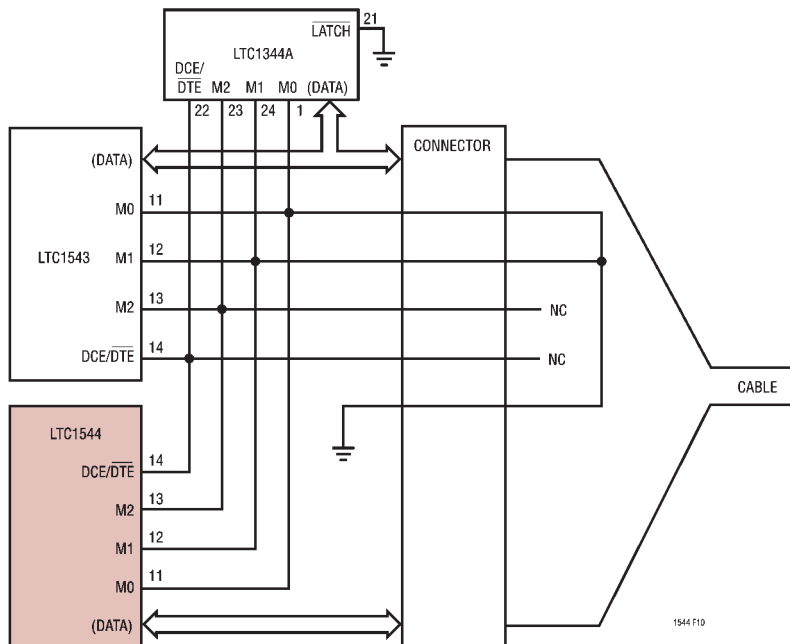 21
LATCH
LTC1344A
DCE/
DTE M2 M1 M0 (DATA)
22 23 24 1
CONNECTOR
(DATA)
11
M0
12
LTC1543 M1
13
M2
NC
14
DCE/DTE
NC
CABLE
LTC1544
14
DCE/DTE
13
M2
12
M1
11
M0
(DATA)
1544 F10